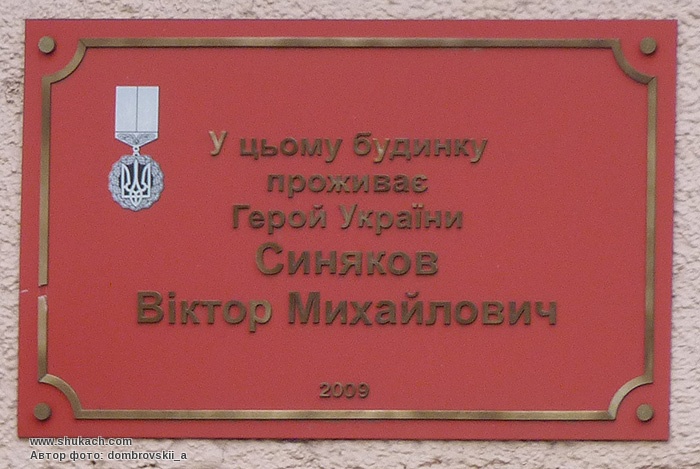 У цьому будинку
проживає
Герой України
Синяков
Віктор Михайлович
2009
www.shukach.com
Автор фото: dombrovskii_a